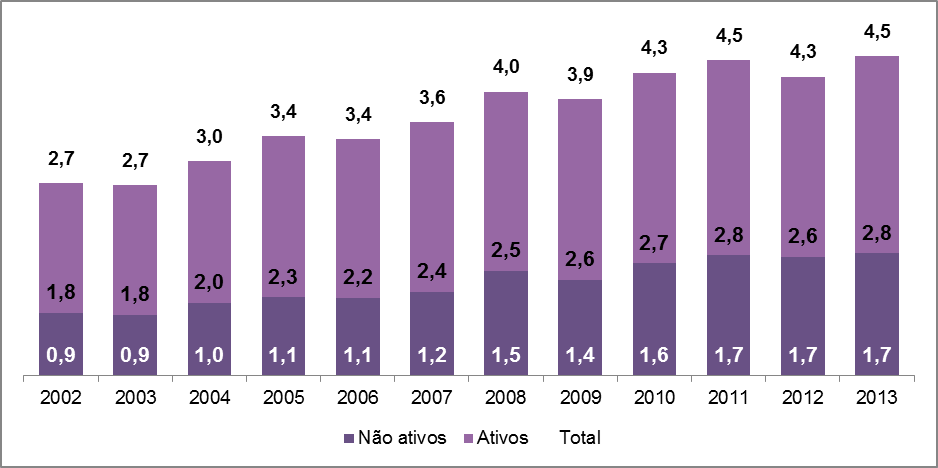 2,7 2,7 3,0 3,4 3,4 3,6 4,0 3,9 4,3 4,5 4,3 4,5
1,8 1,8 2,0 2,3 2,2 2,4 2,5 2,6 2,7 2,8 2,6 2,8
0,9 0,9 1,0 1,1 1,1 1,2 1,5 1,4 1,6 1,7 1,7 1,7
2002 2003 2004 2005 2006 2007 2008 2009 2010 2011 2012 2013
Não ativos Ativos Total